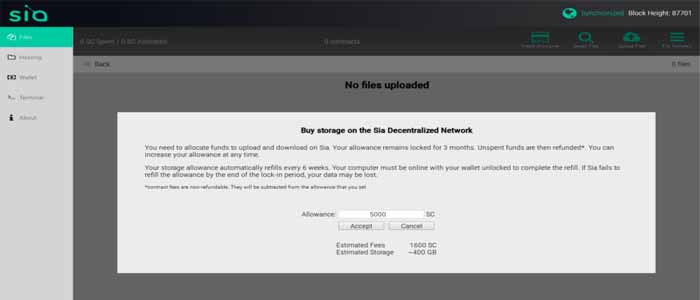 sia
Synchronized Block Height: 87701
Files
Hosting
Wallet
Terminal
About
0 SC Spent / 0 SC Allocated
0 contracts
Search Files
Upload Files
File Transfers
Back
0 files
No files uploaded
Buy storage on the Sia Decentralized Network
You need to allocate funds to upload and download on Sia. Your allowance remains locked for 3 months. Unspent funds are then refunded*. You can
increase your allowance at any time.
Your storage allowance automatically refills every 6 weeks. Your computer must be online with your wallet unlocked to complete the refill. If Sia fails to
refill the allowance by the end of the lock-in period, your data may be lost.
*contract fees are non-refundable. They will be subtracted from the allowance that you set
Allowance: 5000 SC
Accept Cancel
Estimated Fees 1600 SC
Estimated Storage ~400 GB